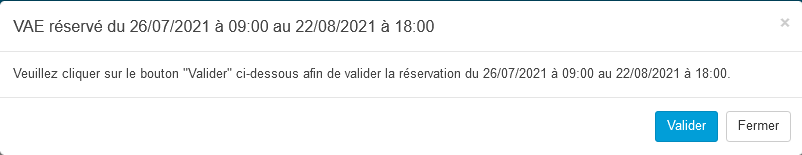 VAE réservé du 26/07/2021 à 09:00 au 22/08/2021 à 18:00
×
Veuillez cliquer sur le bouton "Valider" ci-dessous afin de valider la réservation du 26/07/2021 à 09:00 au 22/08/2021 à 18:00.
Valider Fermer